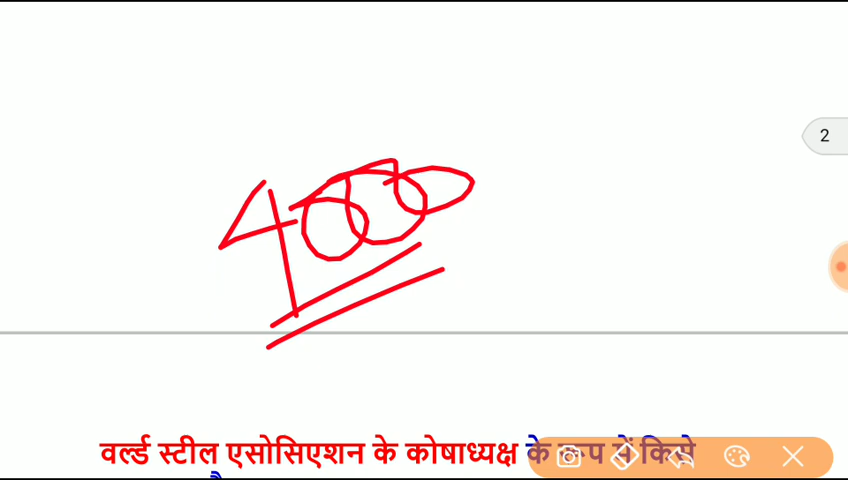 2
4000
वर्ल्ड स्टील एसोसिएशन के कोषाध्यक्ष के रूप में किसे
है